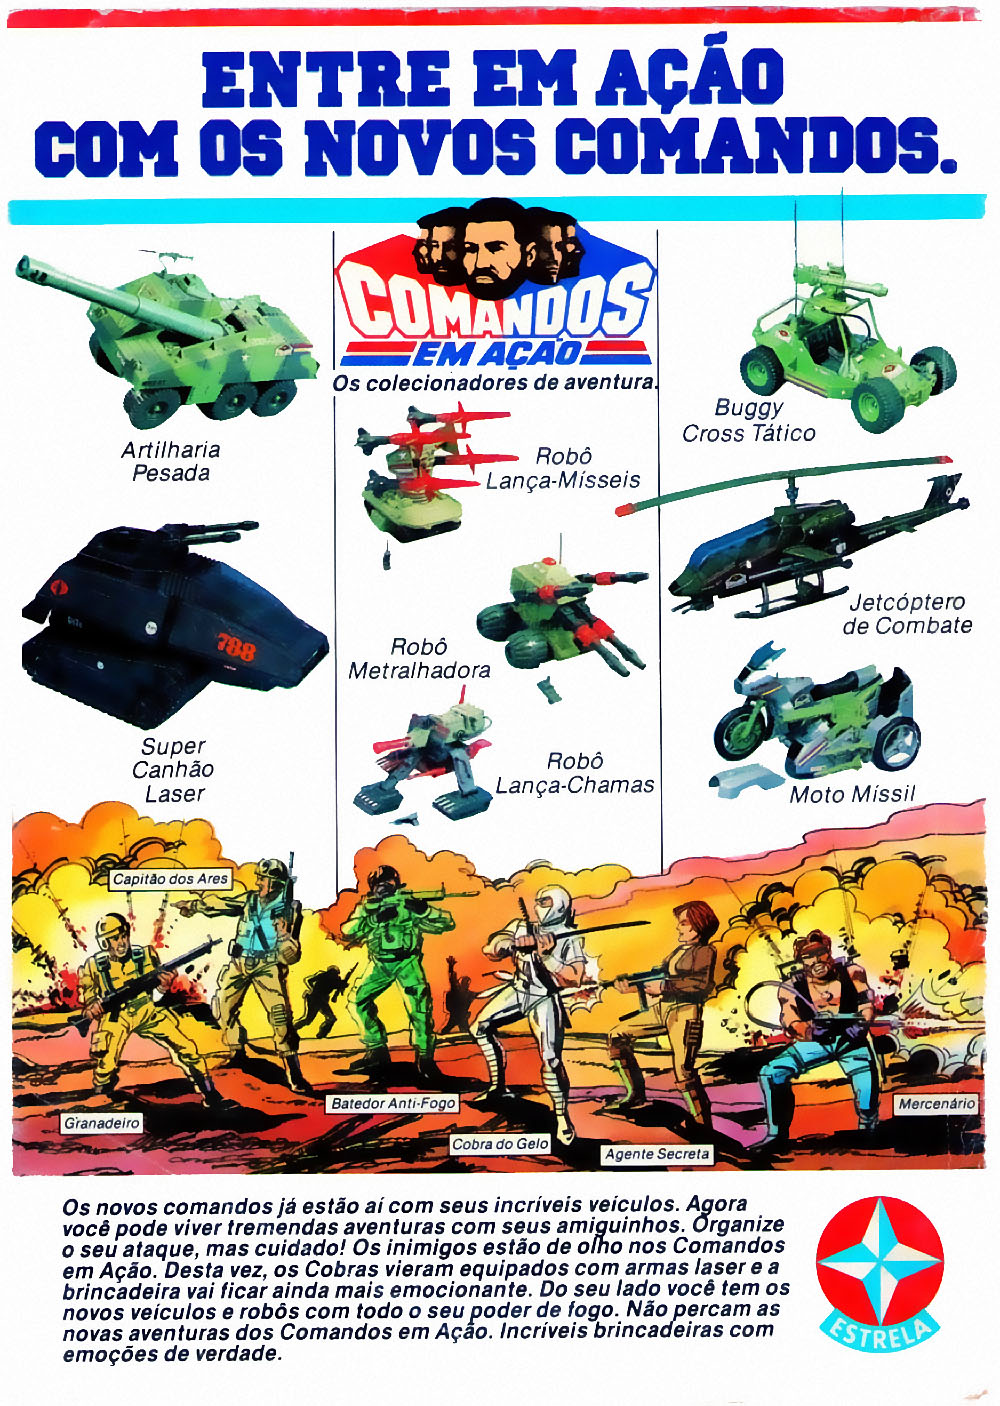 ENTRE EM AÇÃO
COM OS NOVOS COMANDOS.
COMANDOS
EM AÇÃO
Os colecionadores de aventura.
Artilharia
Pesada
Robô
Lança-Mísseis
Buggy
Cross Tático
788
Super
Canhão
Laser
Robô
Metralhadora
Robô
Lança-Chamas
Jetcóptero
de Combate
Moto Míssil
Capitão dos Ares
Granadeiro
Batedor Anti-Fogo
Cobra do Gelo
Agente Secreta
Mercenário
Os novos comandos já estão aí com seus incríveis veículos. Agora
você pode viver tremendas aventuras com seus amiguinhos. Organize
o seu ataque, mas cuidado! Os inimigos estão de olho nos Comandos
em Ação. Desta vez, os Cobras vieram equipados com armas laser e a
brincadeira vai ficar ainda mais emocionante. Do seu lado você tem os
novos veículos e robôs com todo o seu poder de fogo. Não percam as
novas aventuras dos Comandos em Ação. Incríveis brincadeiras com
emoções de verdade.
ESTRELA